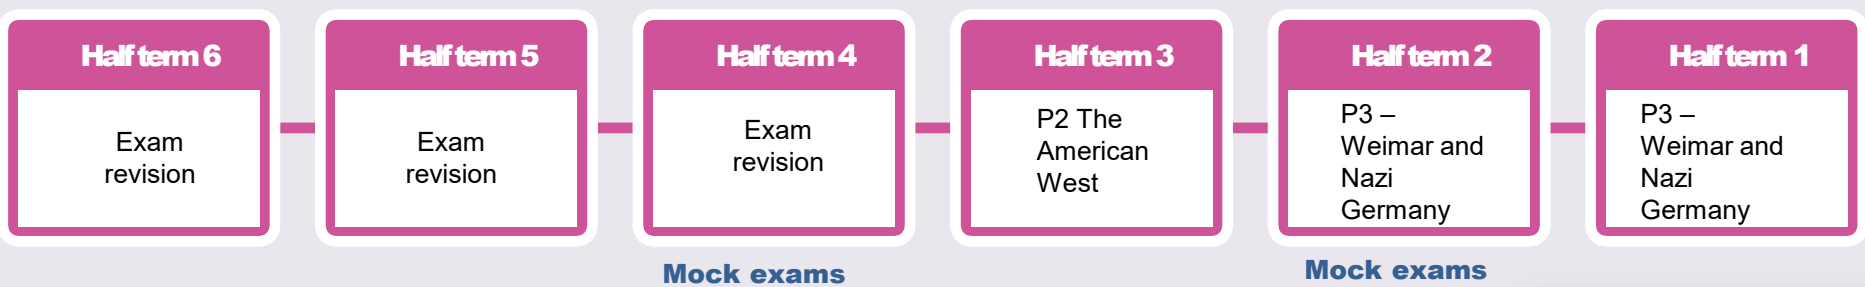 Half term 6
Exam
revision
Half term 5
Exam
revision
Half term 4
Exam
revision
Mock exams
Half term 3
P2 The
American
West
Half term 2
P3 –
Weimar and
Nazi
Germany
Mock exams
Half term 1
P3 –
Weimar and
Nazi
Germany